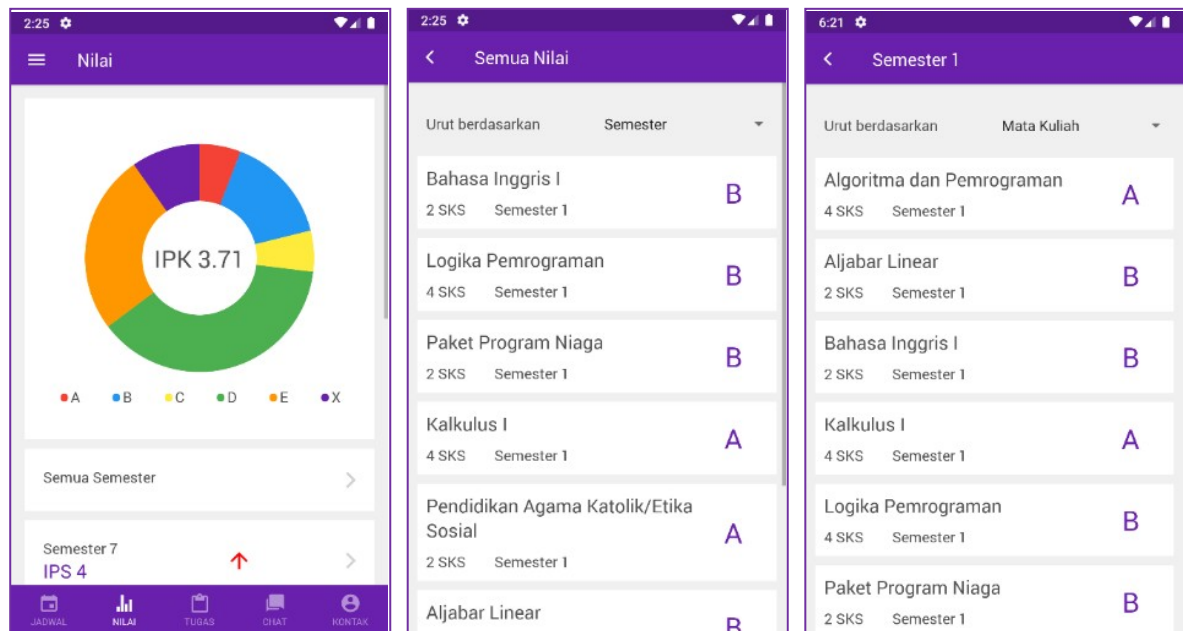 2:25
Nilai
IPK 3.71
A B C D E X
Semua Semester
Semester 7
IPS 4
JADWAL NILAI TUGAS CHAT KONTAK
2:25
Semua Nilai
Urut berdasarkan Semester
Bahasa Inggris I
B
2 SKS Semester 1
Logika Pemrograman
B
4 SKS Semester 1
Paket Program Niaga
B
2 SKS Semester 1
Kalkulus I
A
4 SKS Semester 1
Pendidikan Agama Katolik/Etika
Sosial
A
2 SKS Semester 1
Aljabar Linear
B
6:21
Semester 1
Urut berdasarkan Mata Kuliah
Algoritma dan Pemrograman
A
4 SKS Semester 1
Aljabar Linear
B
2 SKS Semester 1
Bahasa Inggris I
B
2 SKS Semester 1
Kalkulus I
A
4 SKS Semester 1
Logika Pemrograman
B
4 SKS Semester 1
Paket Program Niaga
B
2 SKS Semester 1